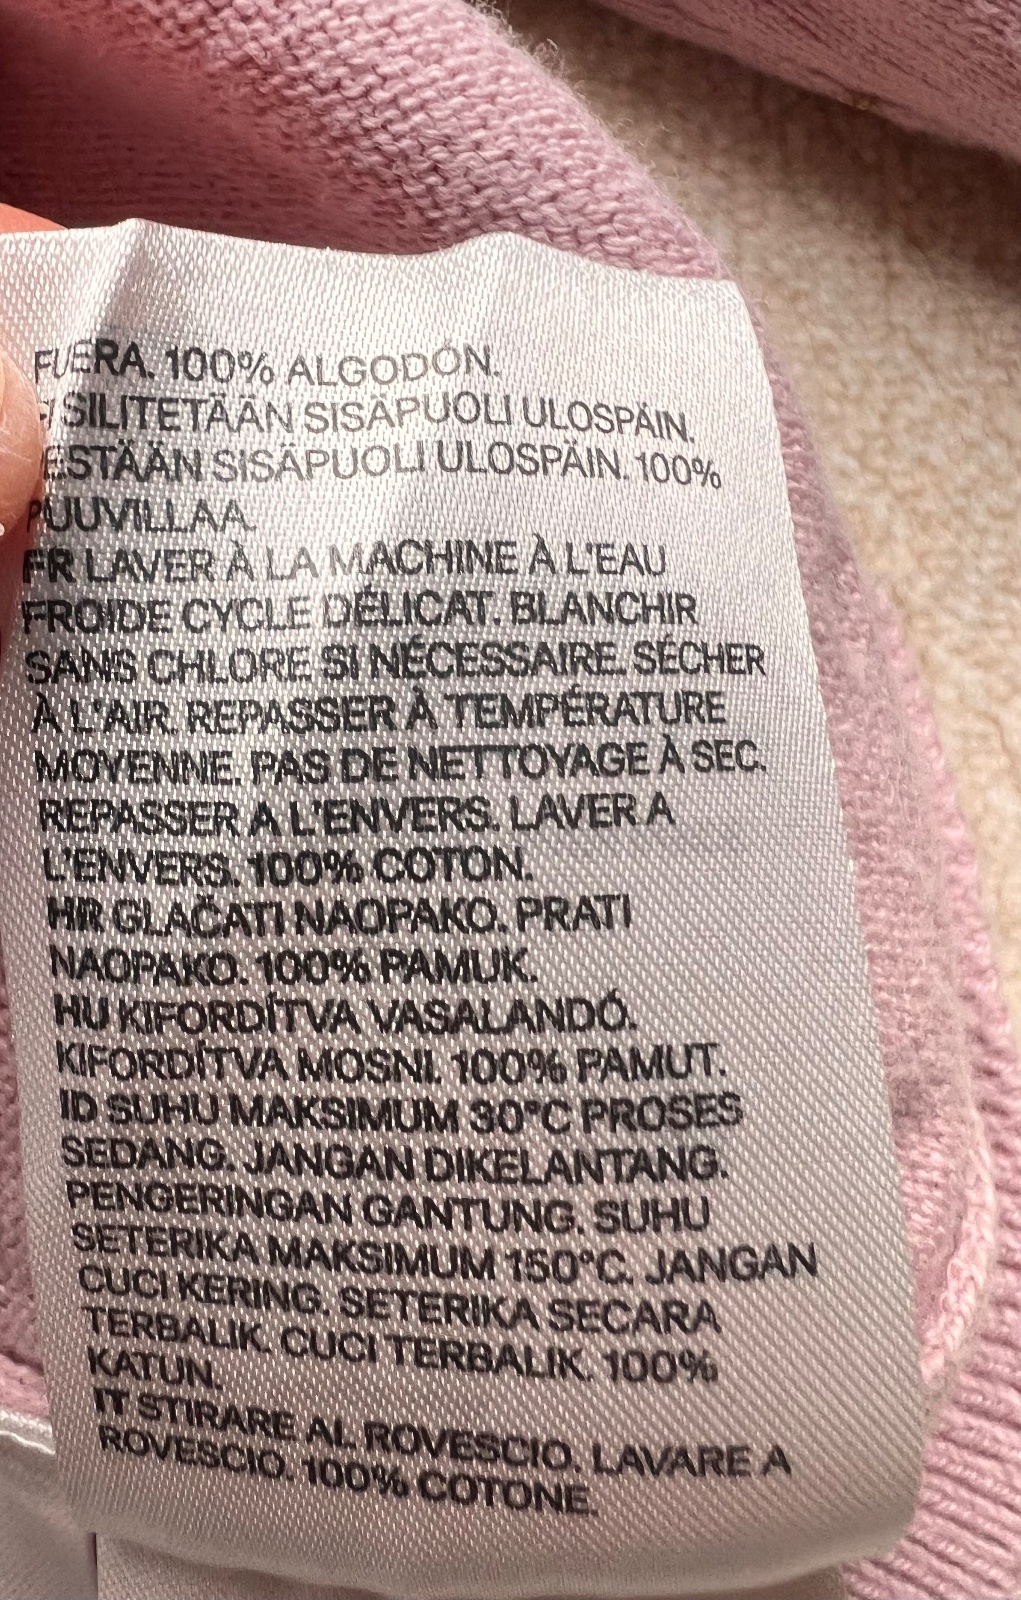 FUERA. 100% ALGODÓN.
FI SILITETÄÄN SISÄPUOLI ULOSPÄIN.
PESTÄÄN SISÄPUOLI ULOSPÄIN. 100%
PUUVILLAA.
FR LAVER À LA MACHINE À L'EAU
FROIDE CYCLE DÉLICAT. BLANCHIR
SANS CHLORE SI NÉCESSAIRE. SÉCHER
À L'AIR. REPASSER À TEMPÉRATURE
MOYENNE. PAS DE NETTOYAGE À SEC.
REPASSER A L'ENVERS. LAVER A
L'ENVERS. 100% COTON.
HR GLAČATI NAOPAKO. PRATI
NAOPAKO. 100% PAMUK.
HU KIFORDÍTVA VASALANDÓ.
KIFORDÍTVA MOSNI. 100% PAMUT.
ID SUHU MAKSIMUM 30°C PROSES
SEDANG. JANGAN DIKELANTANG.
PENGERINGAN GANTUNG. SUHU
SETERIKA MAKSIMUM 150°C. JANGAN
CUCI KERING. SETERIKA SECARA
TERBALIK. CUCI TERBALIK. 100%
KATUN.
IT STIRARE AL ROVESCIO. LAVARE A
ROVESCIO. 100% COTONE.